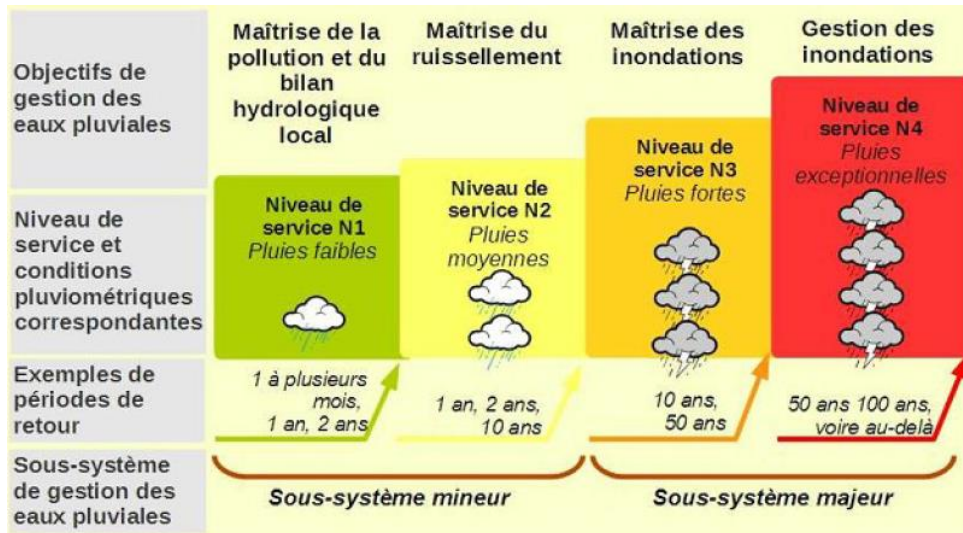 Objectifs de
gestion des
eaux pluviales
Maîtrise de la
pollution et du
bilan
hydrologique
local
Maîtrise du
ruissellement
Maîtrise des
inondations
Gestion des
inondations
Niveau de
service et
conditions
pluviométriques
correspondantes
Niveau de
service N1
Pluies faibles
Niveau de
service N2
Pluies
moyennes
Niveau de
service N3
Pluies fortes
Niveau de
service N4
Pluies
exceptionnelles
Exemples de
périodes de
retour
1 à plusieurs
mois,
1 an, 2 ans
1 an, 2 ans,
10 ans
10 ans,
50 ans
50 ans 100 ans,
voire au-delà
Sous-système
de gestion des
eaux pluviales
Sous-système mineur
Sous-système majeur